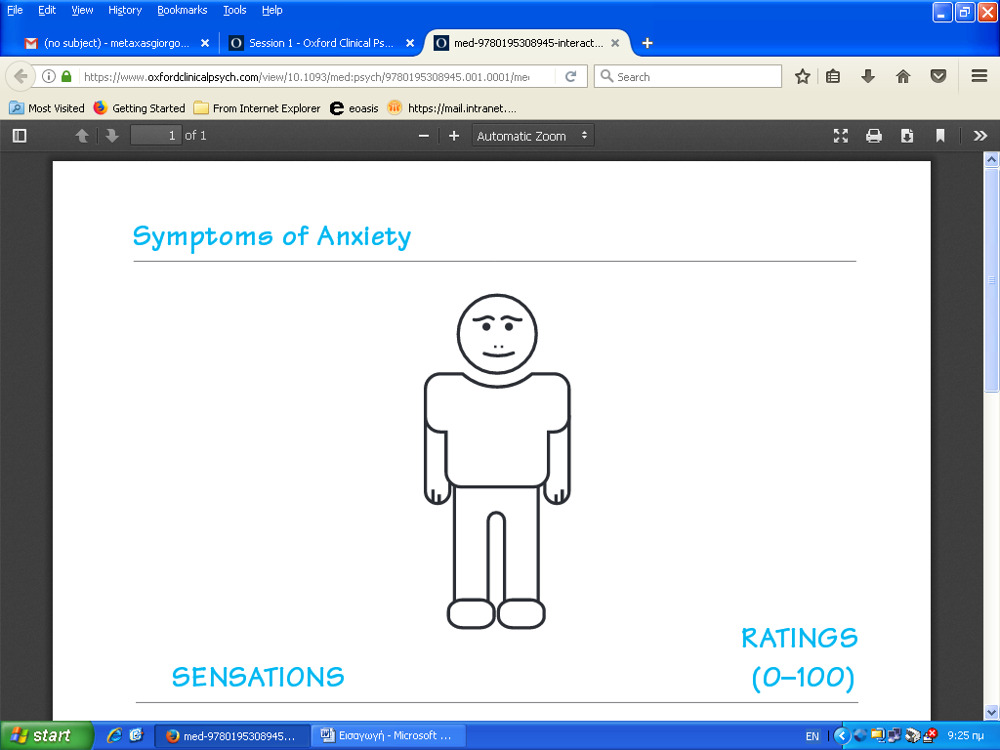 File Edit View History Bookmarks Tools Help
(no subject) - metaxasgiorgo...
Session 1 - Oxford Clinical Ps...
med-9780195308945-interact...
https://www.oxfordclinicalpsych.com/view/10.1093/med:psych/9780195308945.001.0001/me
Search
Most Visited Getting Started From Internet Explorer eoasis https://mail.intranet....
1 of 1
Automatic Zoom
Symptoms of Anxiety
RATINGS
SENSATIONS (0–100)
start med-9780195308945... Εισαγωγή - Microsoft ... EN 9:25 πμ